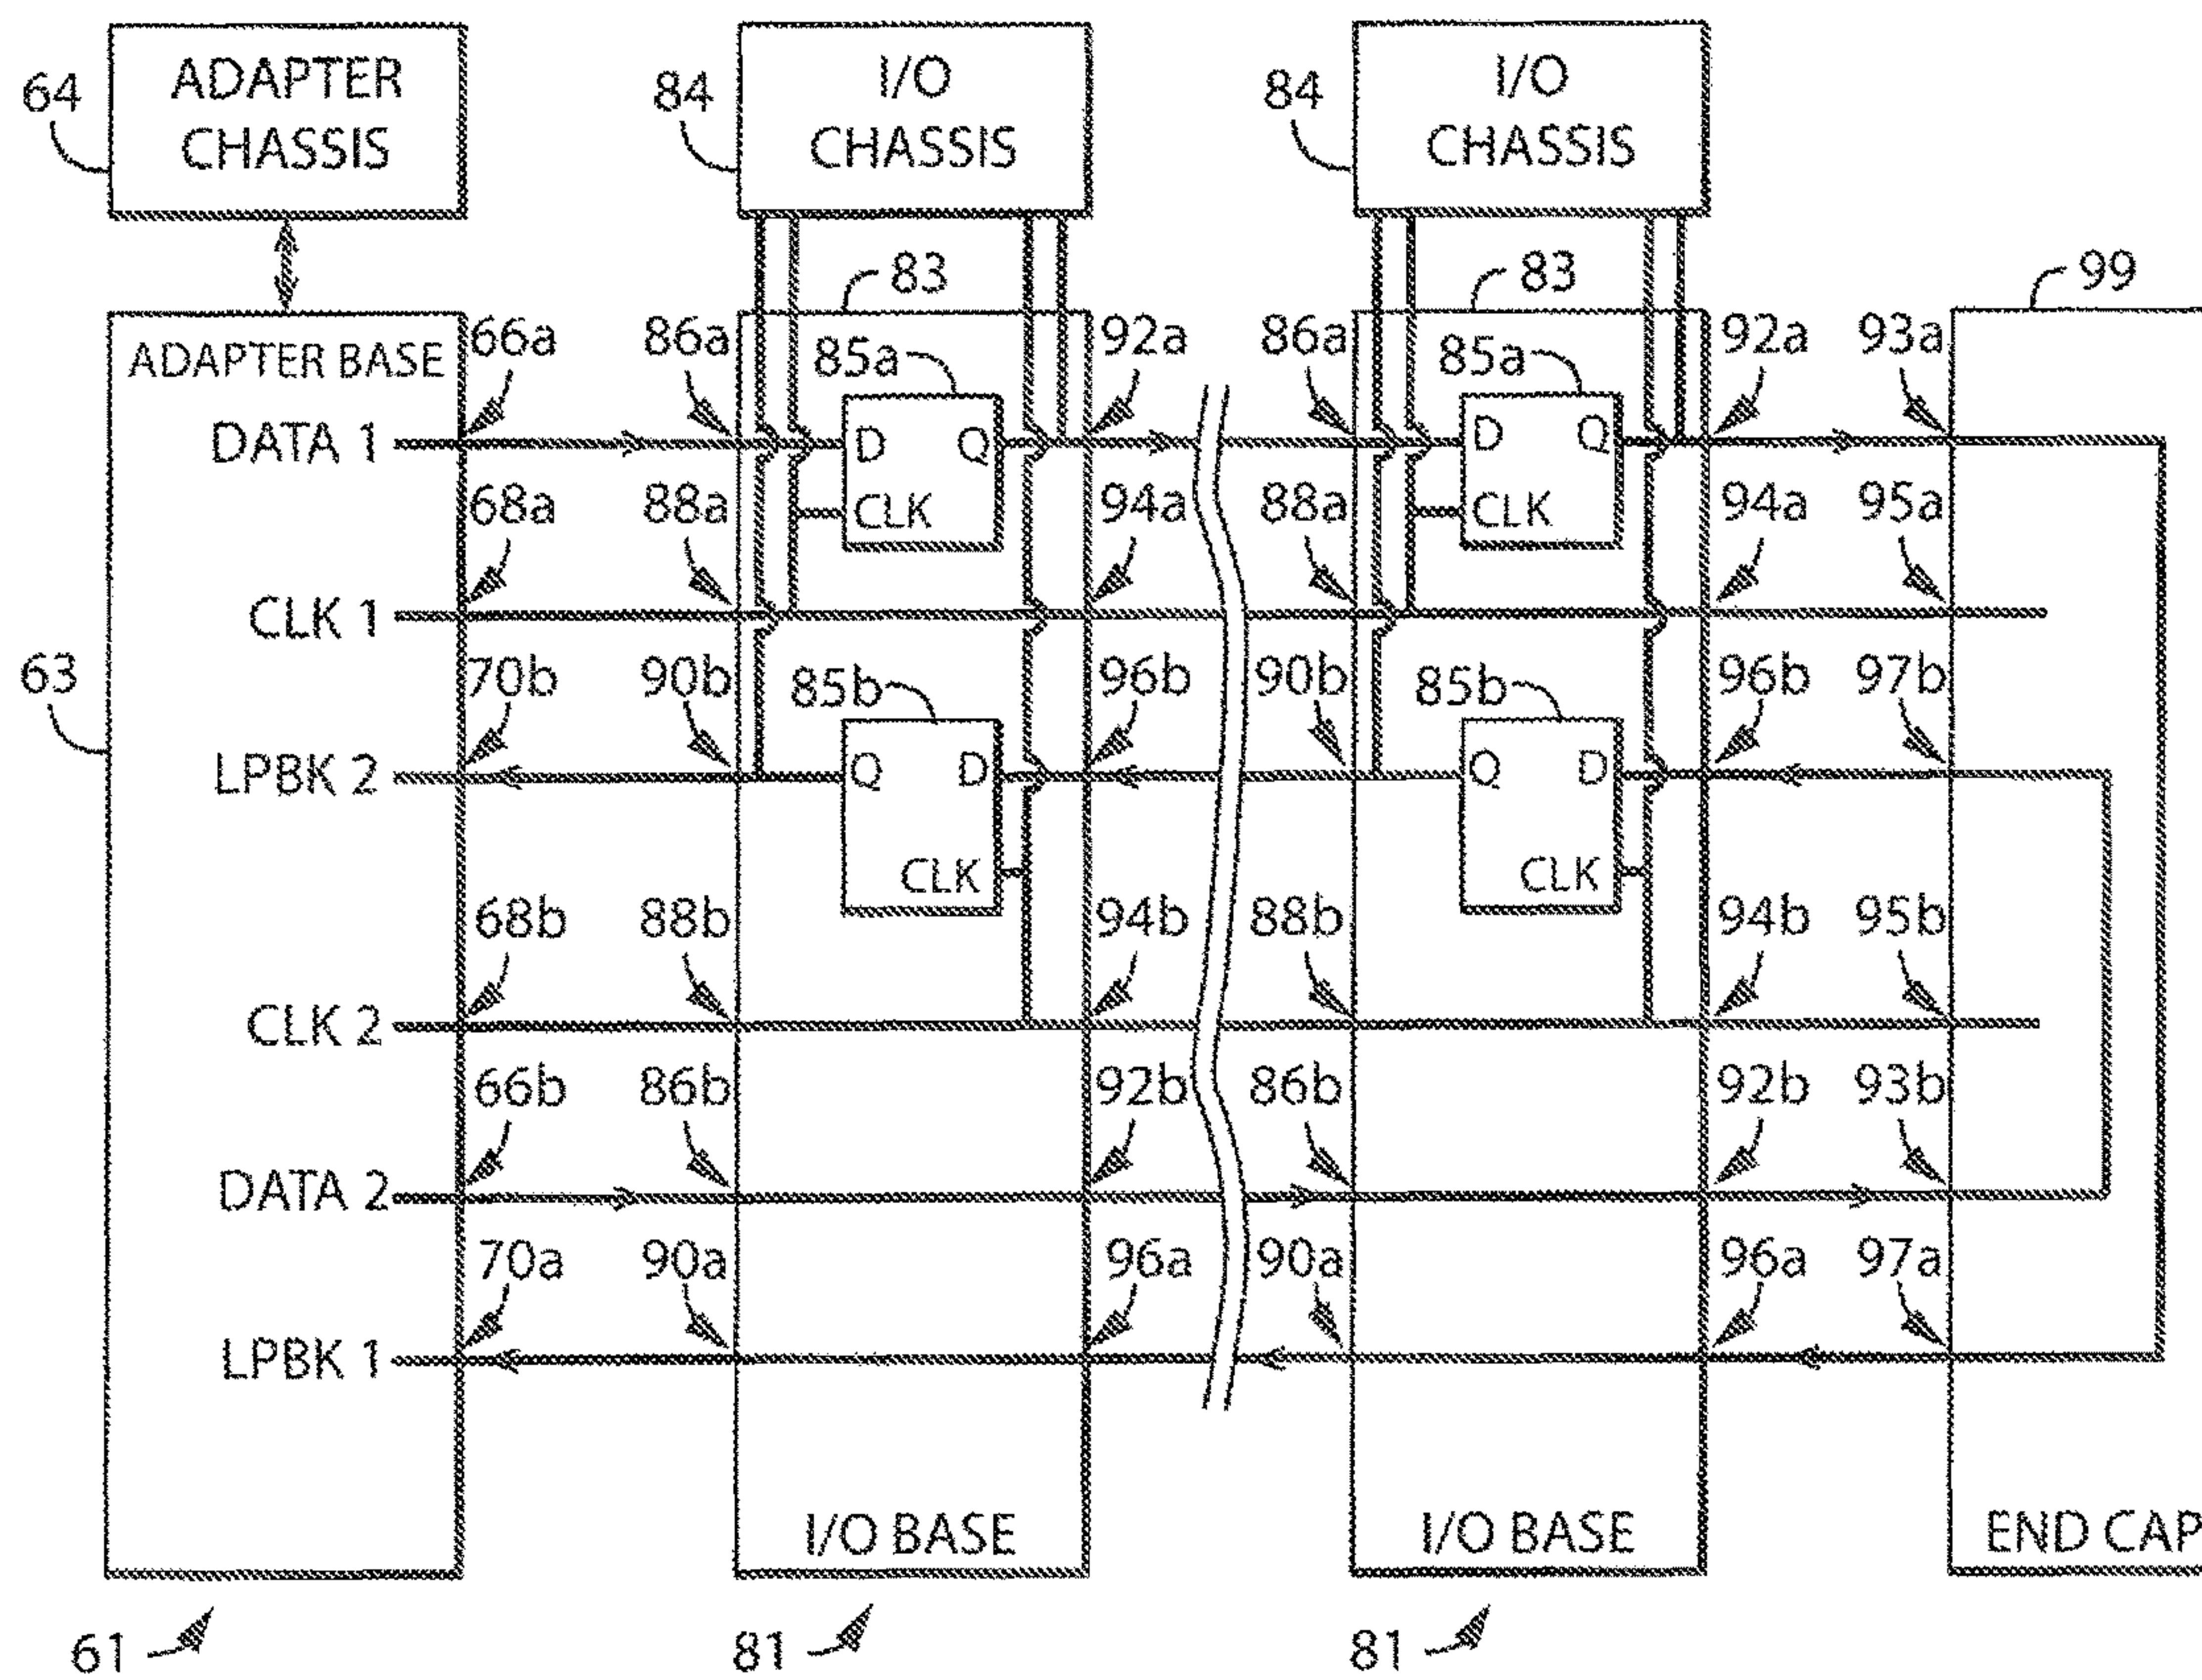 64
ADAPTER
CHASSIS
84
I/O
CHASSIS
84
I/O
CHASSIS
83
83
99
ADAPTER BASE
66a
86a
85a
92a
86a
85a
92a
93a
DATA 1
D
Q
D
Q
68a
88a
CLK
94a
88a
CLK
94a
95a
CLK 1
63
70b
90b
85b
96b
90b
85b
96b
97b
LPBK 2
Q
D
Q
D
68b
88b
CLK
94b
88b
CLK
94b
95b
CLK 2
66b
86b
92b
86b
92b
93b
DATA 2
70a
90a
96a
90a
96a
97a
LPBK 1
I/O BASE
I/O BASE
END CAP
61
81
81